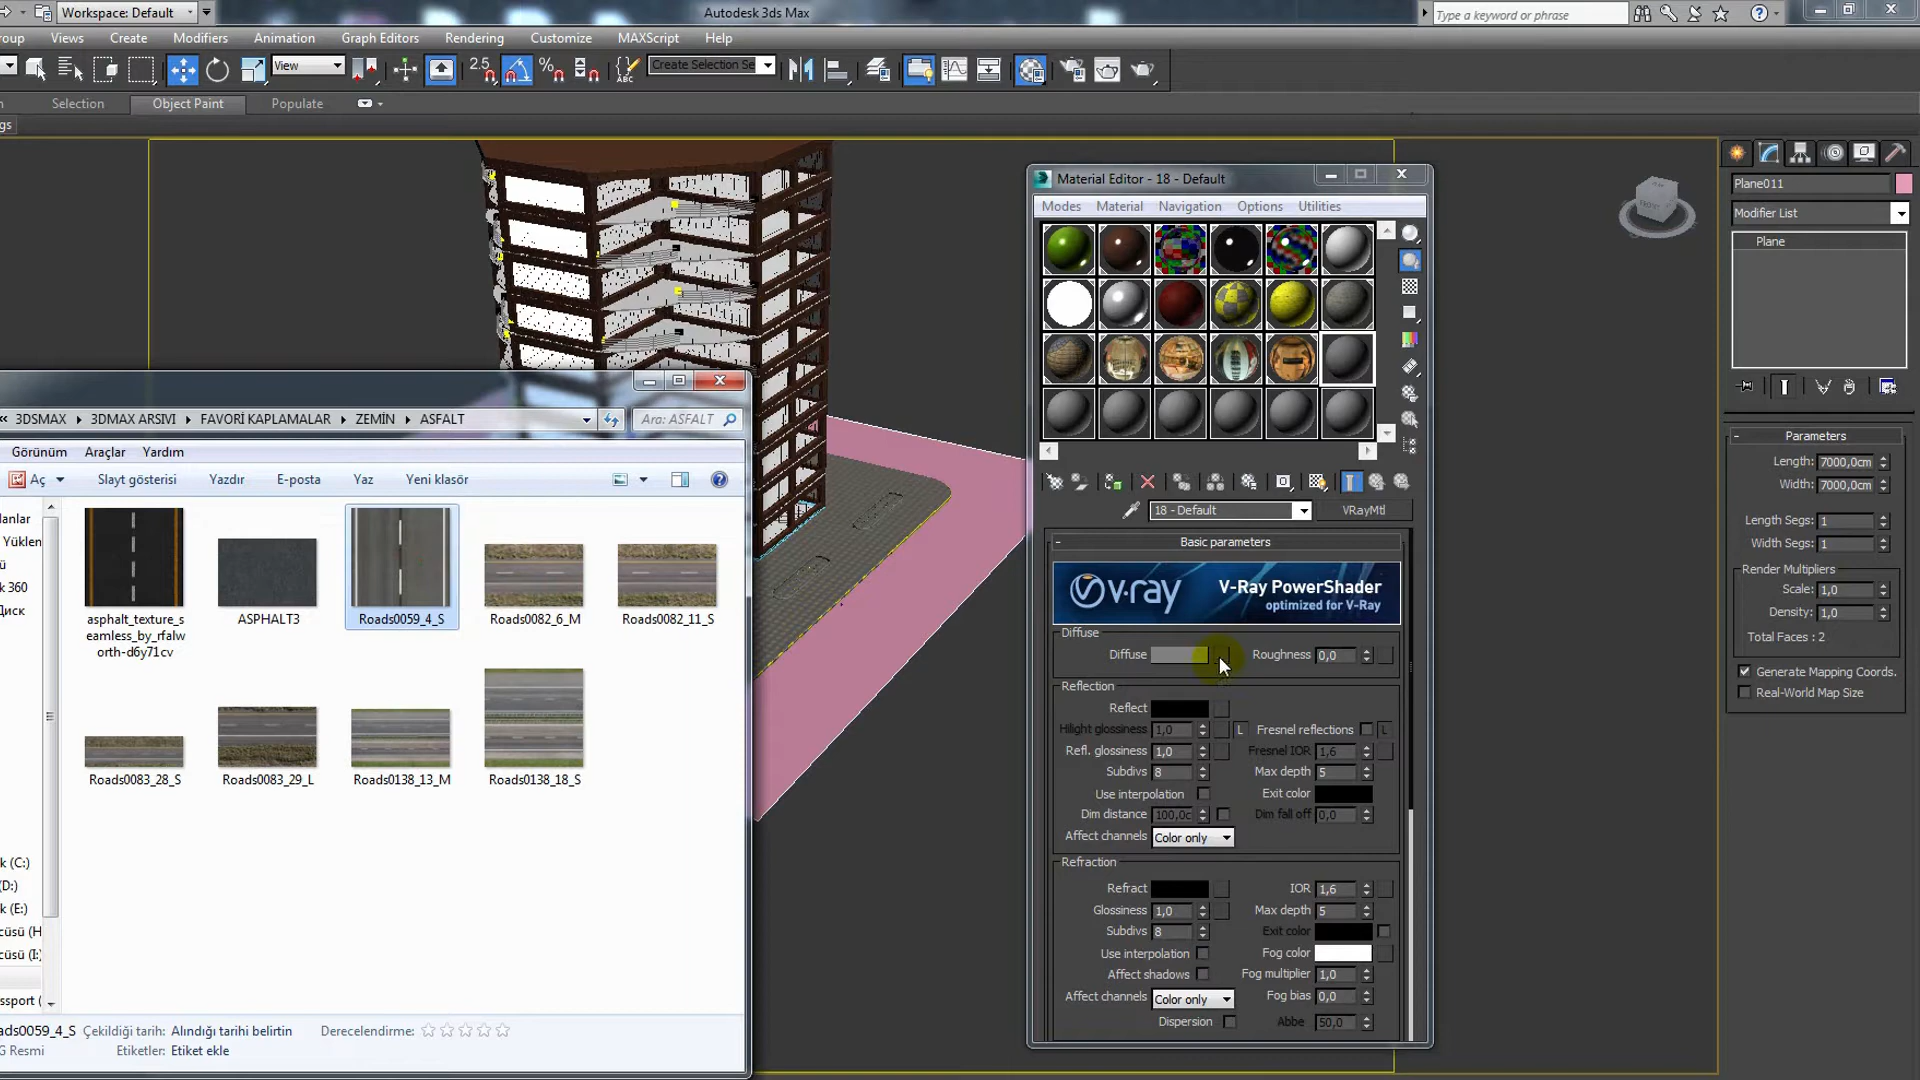 Workspace: Default
Autodesk 3ds Max
Type a keyword or phrase
Views Create Modifiers Animation Graph Editors Rendering Customize MAXScript Help
View
2.5
Create Selection Se
Selection Object Paint Populate
gs
Material Editor - 18 - Default
Modes Material Navigation Options Utilities
18 - Default
VRayMtl
Basic parameters
v·ray
V-Ray PowerShader
optimized for V-Ray
Diffuse
Diffuse
Roughness 0,0
Reflection
Reflect
Hilight glossiness 1,0 L Fresnel reflections L
Refl. glossiness 1,0 Fresnel IOR 1,6
Subdivs 8 Max depth 5
Use interpolation Exit color
Dim distance 100,0c Dim fall off 0,0
Affect channels Color only
Refraction
Refract IOR 1,6
Glossiness 1,0 Max depth 5
Subdivs 8 Exit color
Use interpolation Fog color
Affect shadows Fog multiplier 1,0
Affect channels Color only Fog bias 0,0
Dispersion Abbe 50,0
Plane011
Modifier List
Plane
Parameters
Length: 7000,0cm
Width: 7000,0cm
Length Segs: 1
Width Segs: 1
Render Multipliers
Scale: 1,0
Density: 1,0
Total Faces : 2
Generate Mapping Coords.
Real-World Map Size
« 3DSMAX 3DMAX ARSIVI FAVORİ KAPLAMALAR ZEMİN ASFALT
Ara: ASFALT
Görünüm Araçlar Yardım
Aç Slayt gösterisi Yazdır E-posta Yaz Yeni klasör
asphalt_texture_s
eamless_by_rfalw
orth-d6y71cv
ASPHALT3
Roads0059_4_S
Roads0082_6_M
Roads0082_11_S
Roads0083_28_S
Roads0083_29_L
Roads0138_13_M
Roads0138_18_S
k (C:)
(D:)
k (E:)
cüsü (H
cüsü (I:)
ssport (
ads0059_4_S Çekildiği tarih: Alındığı tarihi belirtin Derecelendirme:
G Resmi Etiketler: Etiket ekle